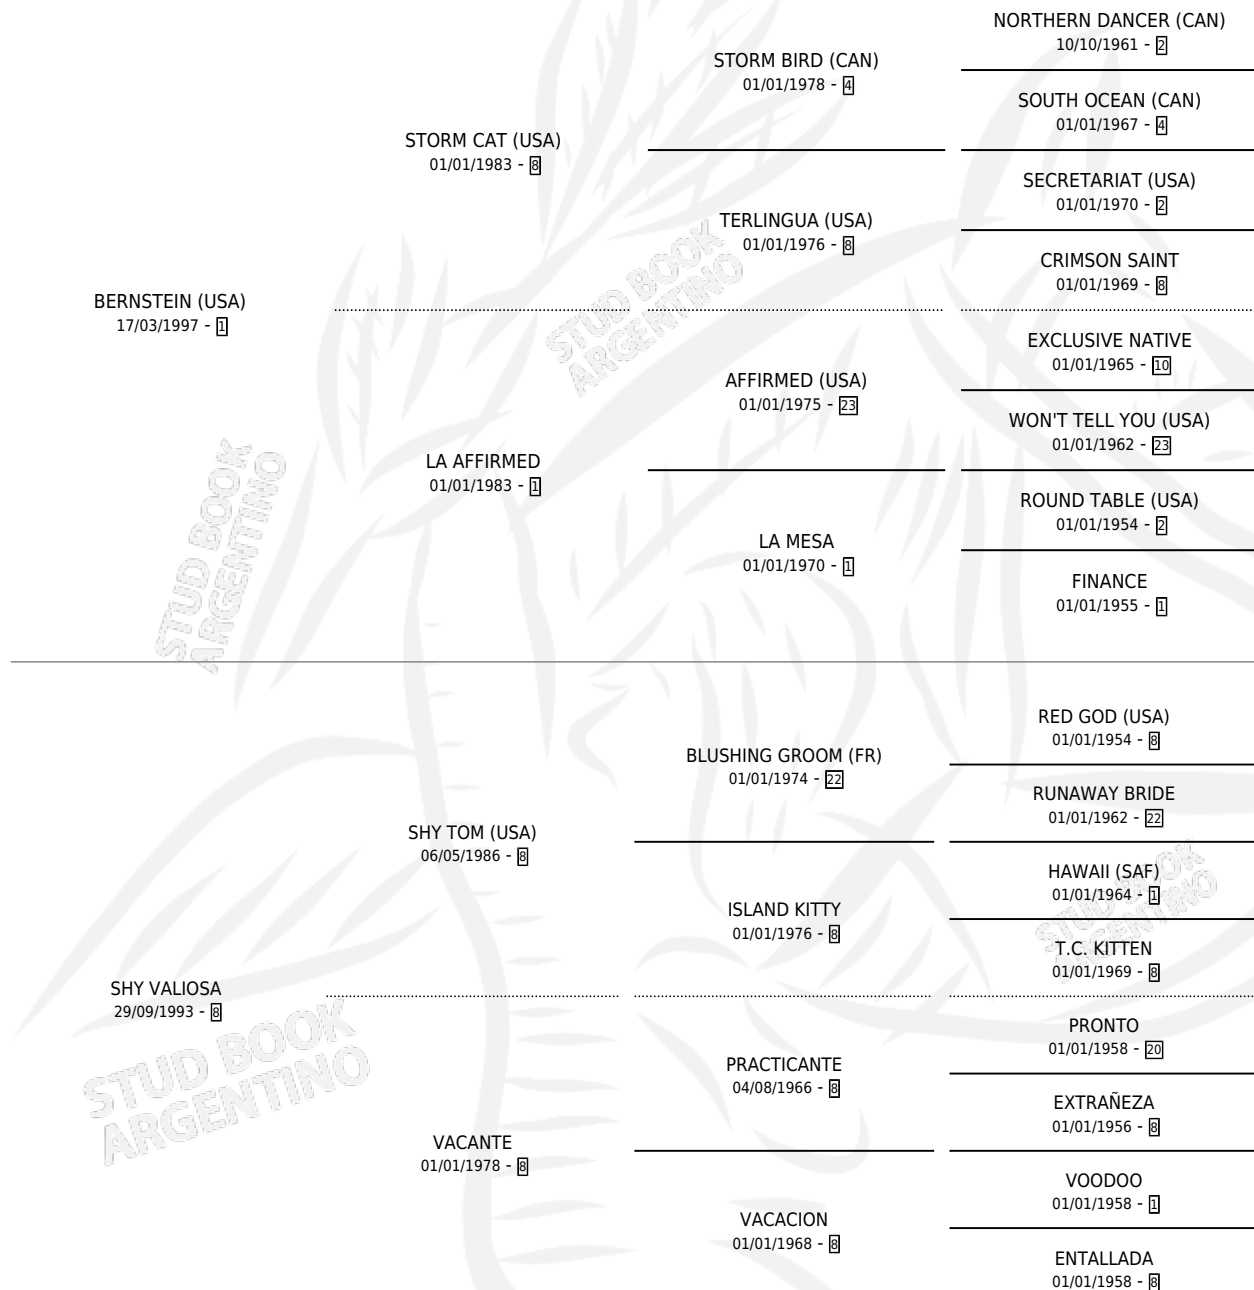 NORTHERN DANCER (CAN)
10/10/1961 - 2
STORM BIRD (CAN)
01/01/1978 - 4
SOUTH OCEAN (CAN)
01/01/1967 - 4
STORM CAT (USA)
01/01/1983 - 8
SECRETARIAT (USA)
01/01/1970 - 2
TERLINGUA (USA)
01/01/1976 - 8
CRIMSON SAINT
01/01/1969 - 8
BERNSTEIN (USA)
17/03/1997 - 1
EXCLUSIVE NATIVE
01/01/1965 - 10
AFFIRMED (USA)
01/01/1975 - 23
WON'T TELL YOU (USA)
01/01/1962 - 23
LA AFFIRMED
01/01/1983 - 1
ROUND TABLE (USA)
01/01/1954 - 2
LA MESA
01/01/1970 - 1
FINANCE
01/01/1955 - 1
RED GOD (USA)
01/01/1954 - 8
BLUSHING GROOM (FR)
01/01/1974 - 22
RUNAWAY BRIDE
01/01/1962 - 22
SHY TOM (USA)
06/05/1986 - 8
HAWAII (SAF)
01/01/1964 - 1
ISLAND KITTY
01/01/1976 - 8
T.C. KITTEN
01/01/1969 - 8
SHY VALIOSA
29/09/1993 - 8
PRONTO
01/01/1958 - 20
PRACTICANTE
04/08/1966 - 8
EXTRAÑEZA
01/01/1956 - 8
VACANTE
01/01/1978 - 8
VOODOO
01/01/1958 - 1
VACACION
01/01/1968 - 8
ENTALLADA
01/01/1958 - 8
STUD BOOK
ARGENTINO
STUD BOOK
ARGENTINO
STUD BOOK
ARGENTINO
STUD BOOK
ARGENTINO